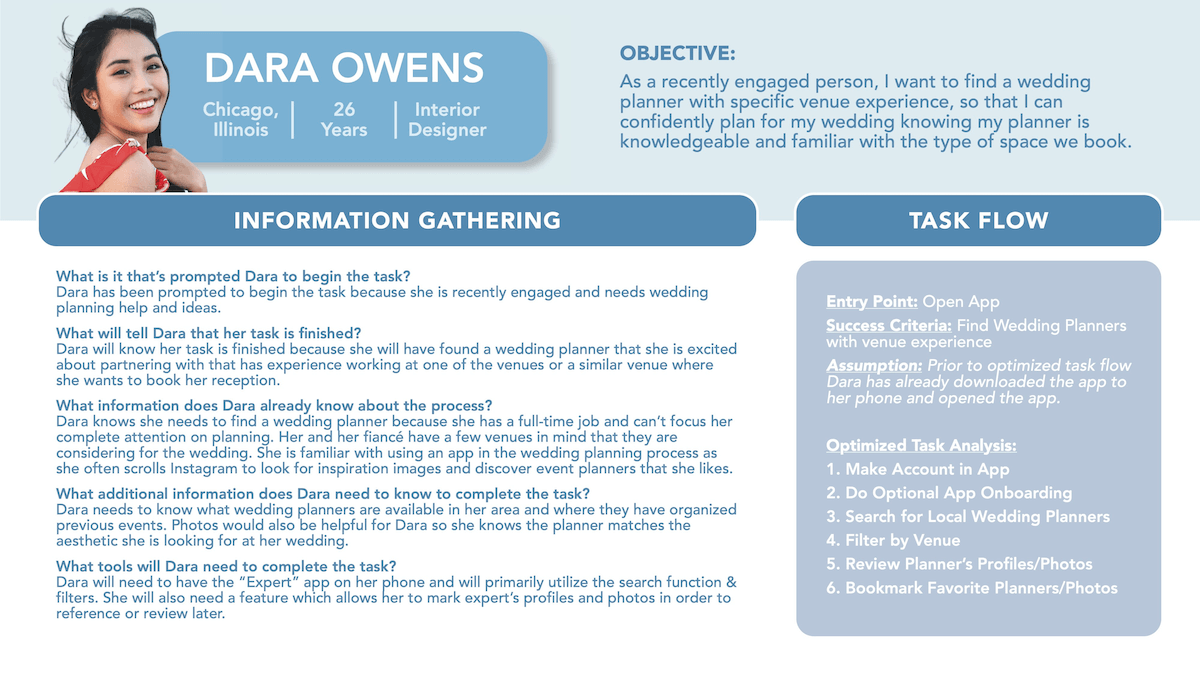 DARA OWENS
Chicago,
Illinois
26
Years
Interior
Designer
OBJECTIVE:
As a recently engaged person, I want to find a wedding
planner with specific venue experience, so that I can
confidently plan for my wedding knowing my planner is
knowledgeable and familiar with the type of space we book.
INFORMATION GATHERING
What is it that’s prompted Dara to begin the task?
Dara has been prompted to begin the task because she is recently engaged and needs wedding
planning help and ideas.
What will tell Dara that her task is finished?
Dara will know her task is finished because she will have found a wedding planner that she is excited
about partnering with that has experience working at one of the venues or a similar venue where
she wants to book her reception.
What information does Dara already know about the process?
Dara knows she needs to find a wedding planner because she has a full-time job and can’t focus her
complete attention on planning. Her and her fiancé have a few venues in mind that they are
considering for the wedding. She is familiar with using an app in the wedding planning process as
she often scrolls Instagram to look for inspiration images and discover event planners that she likes.
What additional information does Dara need to know to complete the task?
Dara needs to know what wedding planners are available in her area and where they have organized
previous events. Photos would also be helpful for Dara so she knows the planner matches the
aesthetic she is looking for at her wedding.
What tools will Dara need to complete the task?
Dara will need to have the “Expert” app on her phone and will primarily utilize the search function &
filters. She will also need a feature which allows her to mark expert’s profiles and photos in order to
reference or review later.
TASK FLOW
Entry Point: Open App
Success Criteria: Find Wedding Planners
with venue experience
Assumption: Prior to optimized task flow
Dara has already downloaded the app to
her phone and opened the app.
Optimized Task Analysis:
1. Make Account in App
2. Do Optional App Onboarding
3. Search for Local Wedding Planners
4. Filter by Venue
5. Review Planner’s Profiles/Photos
6. Bookmark Favorite Planners/Photos